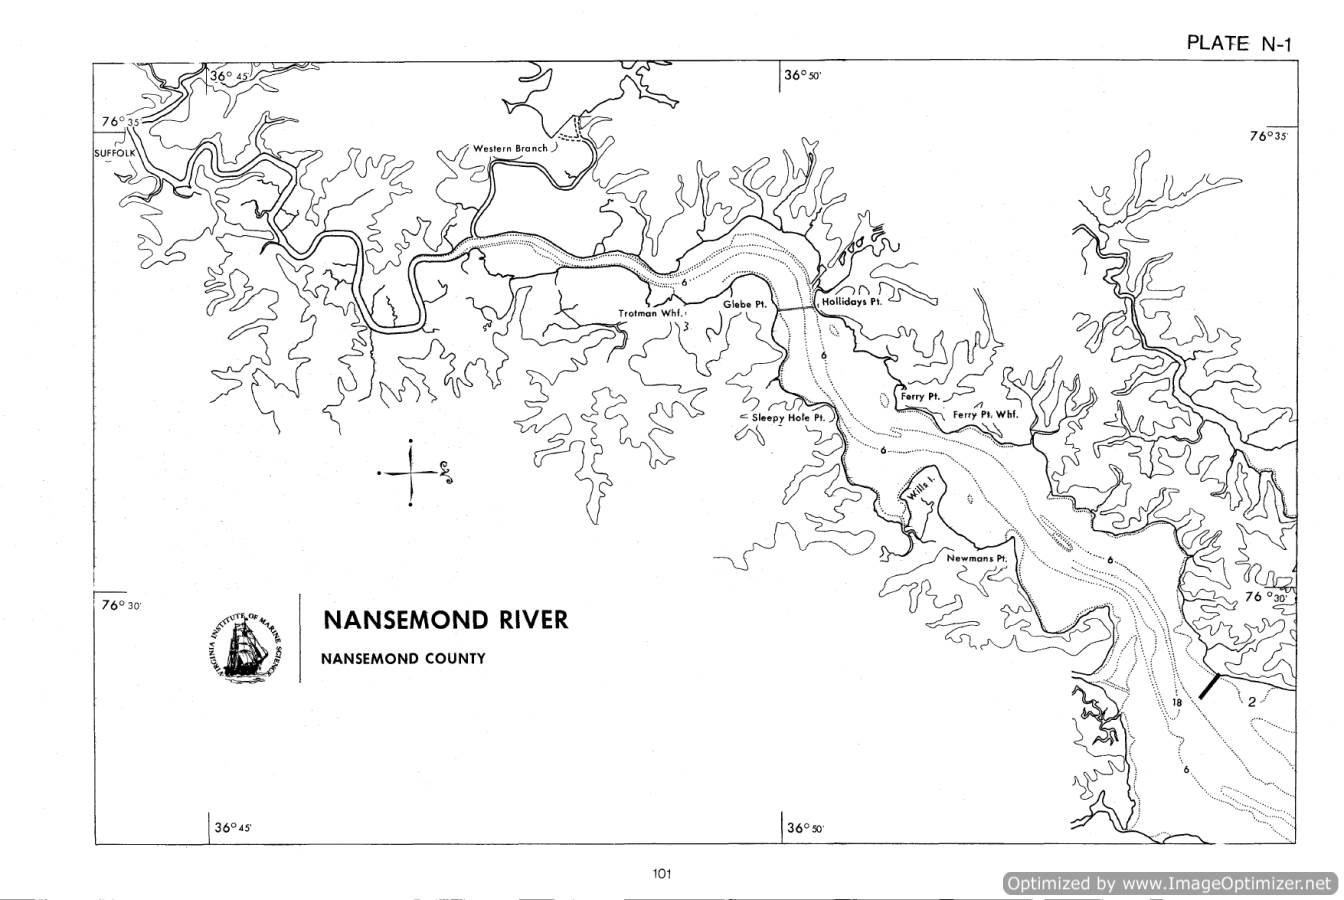 PLATE N-1
36° 45'
36° 50'
76° 35'
76° 35'
SUFFOLK
Western Branch
6
Trotman Whf.
3
Glebe Pt.
Hollidays Pt.
6
Ferry Pt.
Ferry Pt. Whf.
Sleepy Hole Pt.
6
Wills I.
Newmans Pt.
6
N
76° 30'
76° 30'
NANSEMOND RIVER
NANSEMOND COUNTY
VIRGINIA INSTITUTE OF MARINE SCIENCE
18
2
6
36° 45'
36° 50'
101
Optimized by www.ImageOptimizer.net